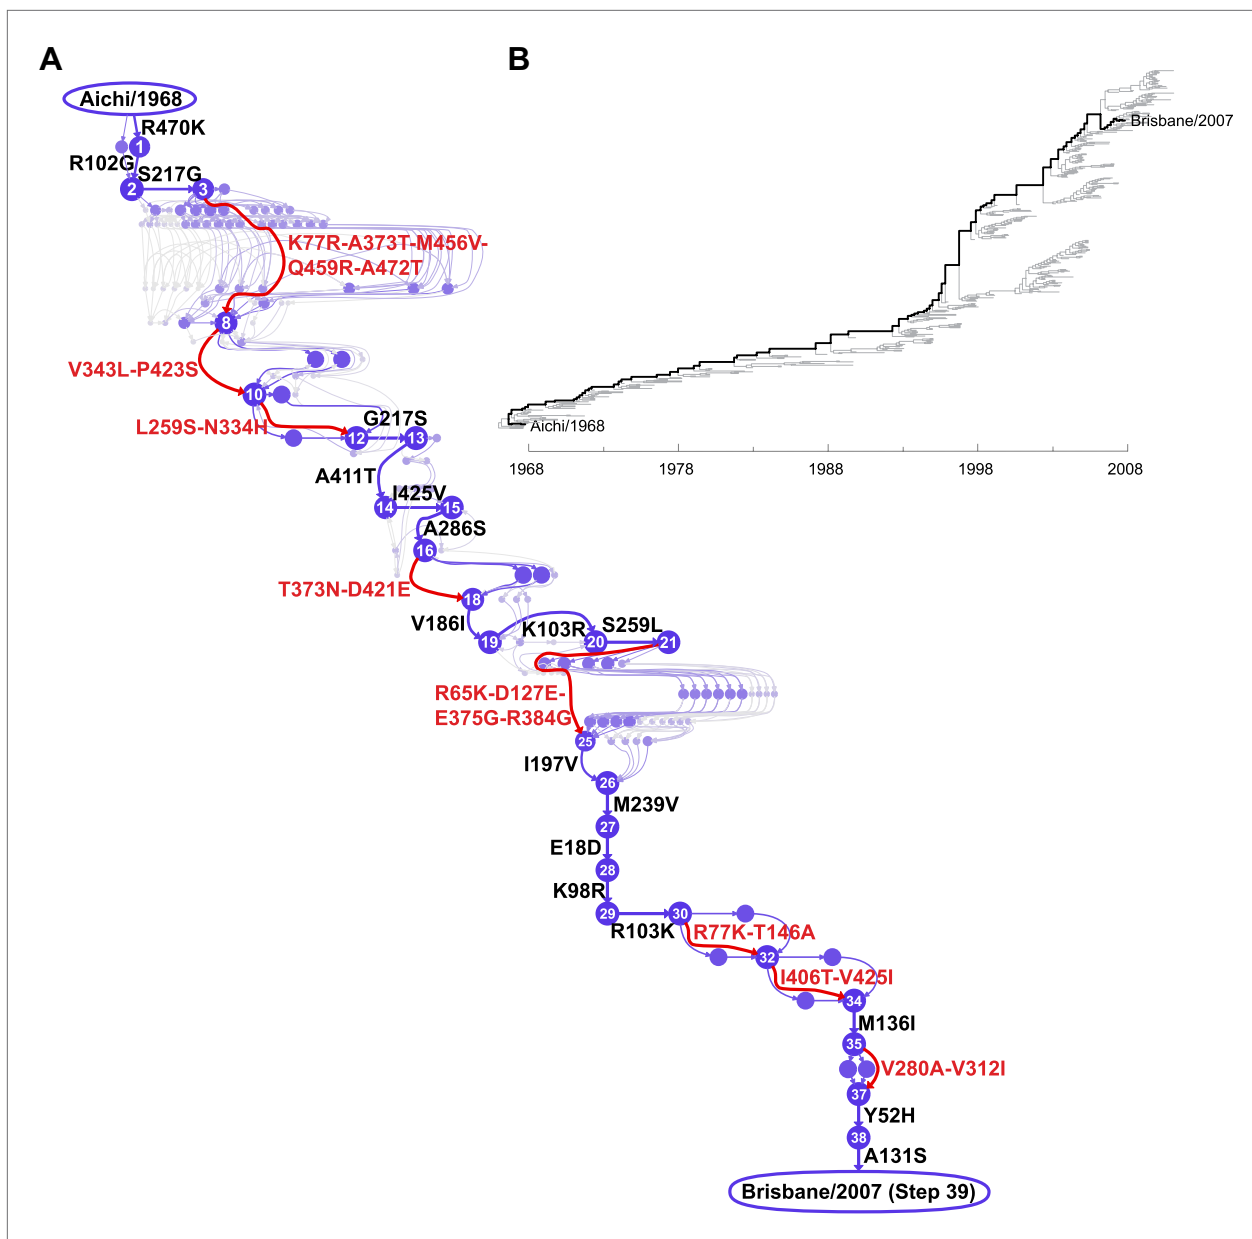 A
B
Aichi/1968
R470K
1
R102G
S217G
2
3
K77R-A373T-M456V-
Q459R-A472T
8
V343L-P423S
10
L259S-N334H
G217S
12
13
A411T
I425V
14
15
A286S
16
T373N-D421E
18
V186I
K103R
S259L
19
20
21
R65K-D127E-
E375G-R384G
25
I197V
26
M239V
27
E18D
28
K98R
29
30
R103K
R77K-T146A
32
I406T-V425I
34
M136I
35
V280A-V312I
37
Y52H
38
A131S
Brisbane/2007 (Step 39)
Brisbane/2007
Aichi/1968
1968
1978
1988
1998
2008